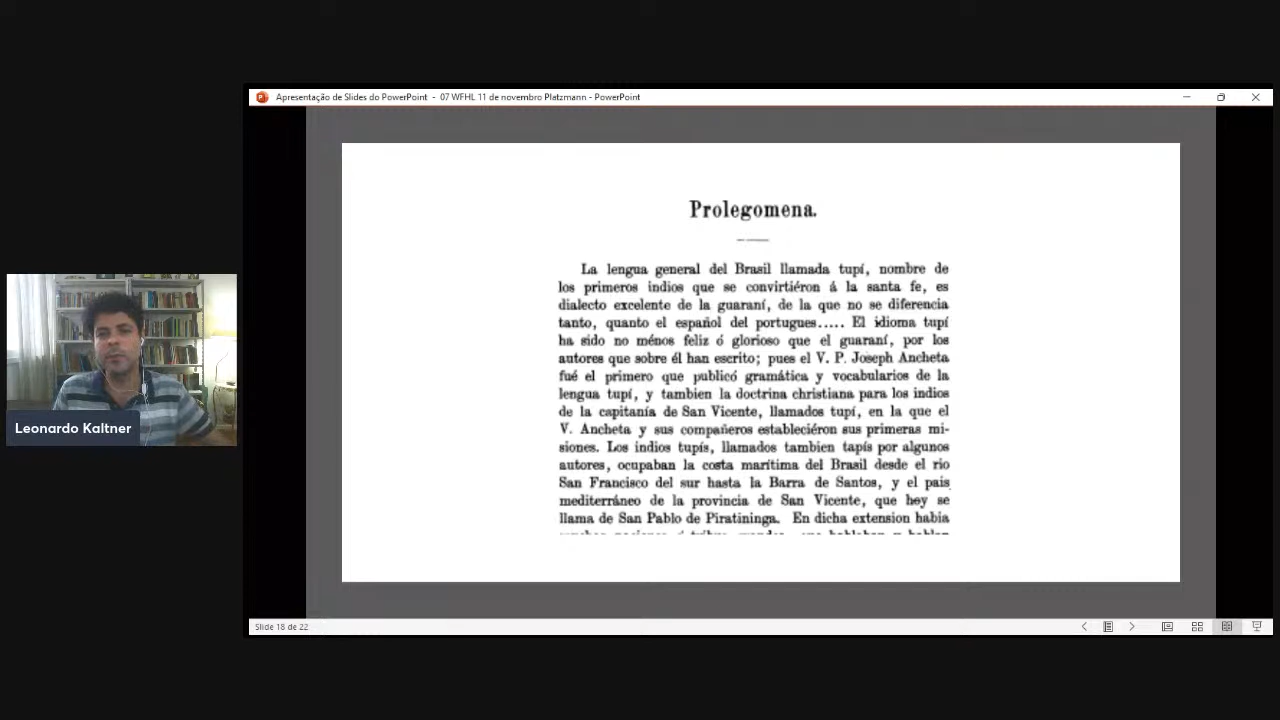 Apresentação de Slides do PowerPoint - 07 WFHL 11 de novembro Platzmann - PowerPoint
Prolegomena.
La lengua general del Brasil llamada tupí, nombre de
los primeros indios que se convirtiéron á la santa fe, es
dialecto excelente de la guaraní, de la que no se diferencia
tanto, quanto el español del portugues..... El idioma tupí
ha sido no ménos feliz ó glorioso que el guaraní, por los
autores que sobre él han escrito; pues el V. P. Joseph Ancheta
fué el primero que publicó gramática y vocabularios de la
lengua tupí, y tambien la doctrina christiana para los indios
de la capitanía de San Vicente, llamados tupí, en la que el
V. Ancheta y sus compañeros estableciéron sus primeras mi-
siones. Los indios tupís, llamados tambien tapís por algunos
autores, ocupaban la costa marítima del Brasil desde el rio
San Francisco del sur hasta la Barra de Santos, y el pais
mediterráneo de la provincia de San Vicente, que hoy se
llama de San Pablo de Piratininga. En dicha extension habia
Leonardo Kaltner
Slide 18 de 22